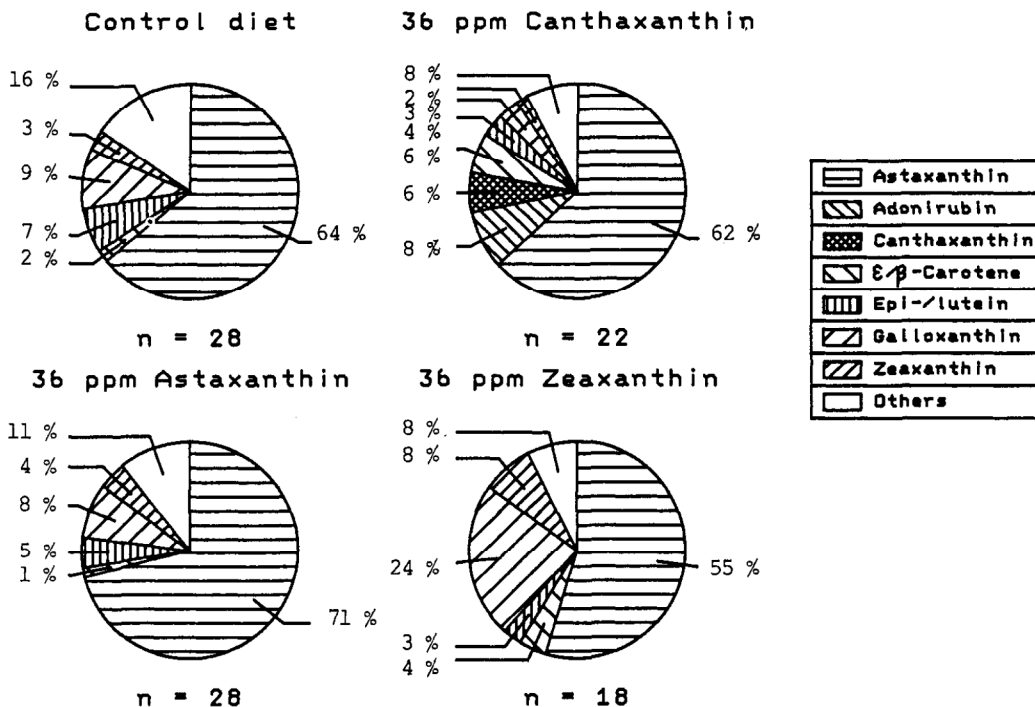 Control diet
16 %
3 %
9 %
7 %
2 %
64 %
n = 28
36 ppm Canthaxanthin
8 %
2 %
3 %
4 %
6 %
6 %
8 %
62 %
n = 22
36 ppm Astaxanthin
11 %
4 %
8 %
5 %
1 %
71 %
n = 28
36 ppm Zeaxanthin
8 %
8 %
24 %
3 %
4 %
55 %
n = 18
Astaxanthin
Adonirubin
Canthaxanthin
ε/β-Carotene
Epi-/lutein
Galloxanthin
Zeaxanthin
Others